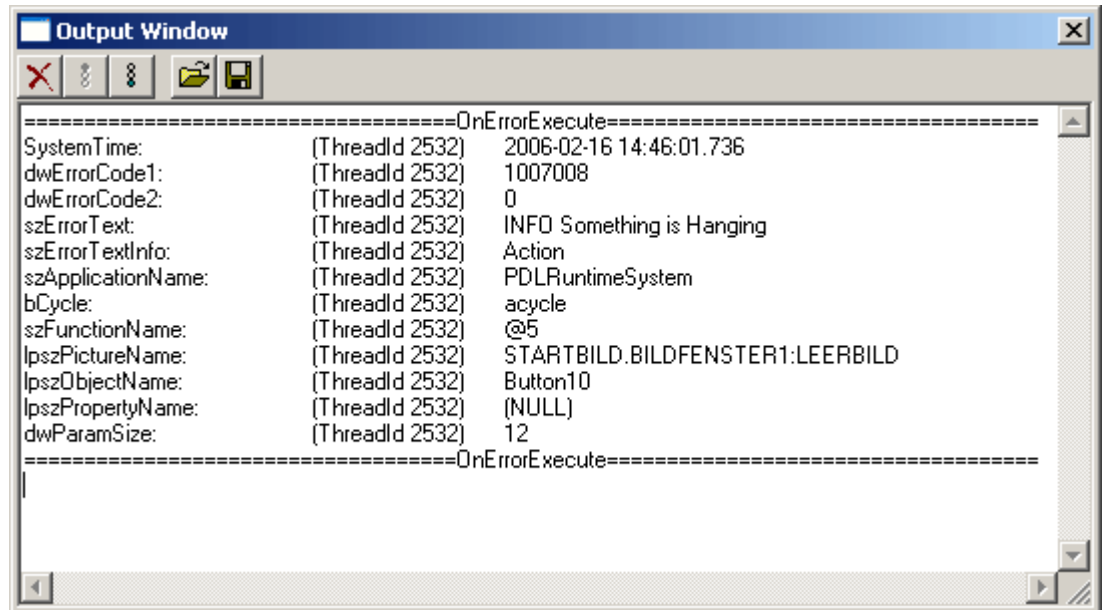 Output Window
====================================OnErrorExecute====================================
SystemTime: (ThreadId 2532) 2006-02-16 14:46:01.736
dwErrorCode1: (ThreadId 2532) 1007008
dwErrorCode2: (ThreadId 2532) 0
szErrorText: (ThreadId 2532) INFO Something is Hanging
szErrorTextInfo: (ThreadId 2532) Action
szApplicationName: (ThreadId 2532) PDLRuntimeSystem
bCycle: (ThreadId 2532) acycle
szFunctionName: (ThreadId 2532) @5
lpszPictureName: (ThreadId 2532) STARTBILD.BILDFENSTER1:LEERBILD
lpszObjectName: (ThreadId 2532) Button10
lpszPropertyName: (ThreadId 2532) (NULL)
dwParamSize: (ThreadId 2532) 12
====================================OnErrorExecute====================================